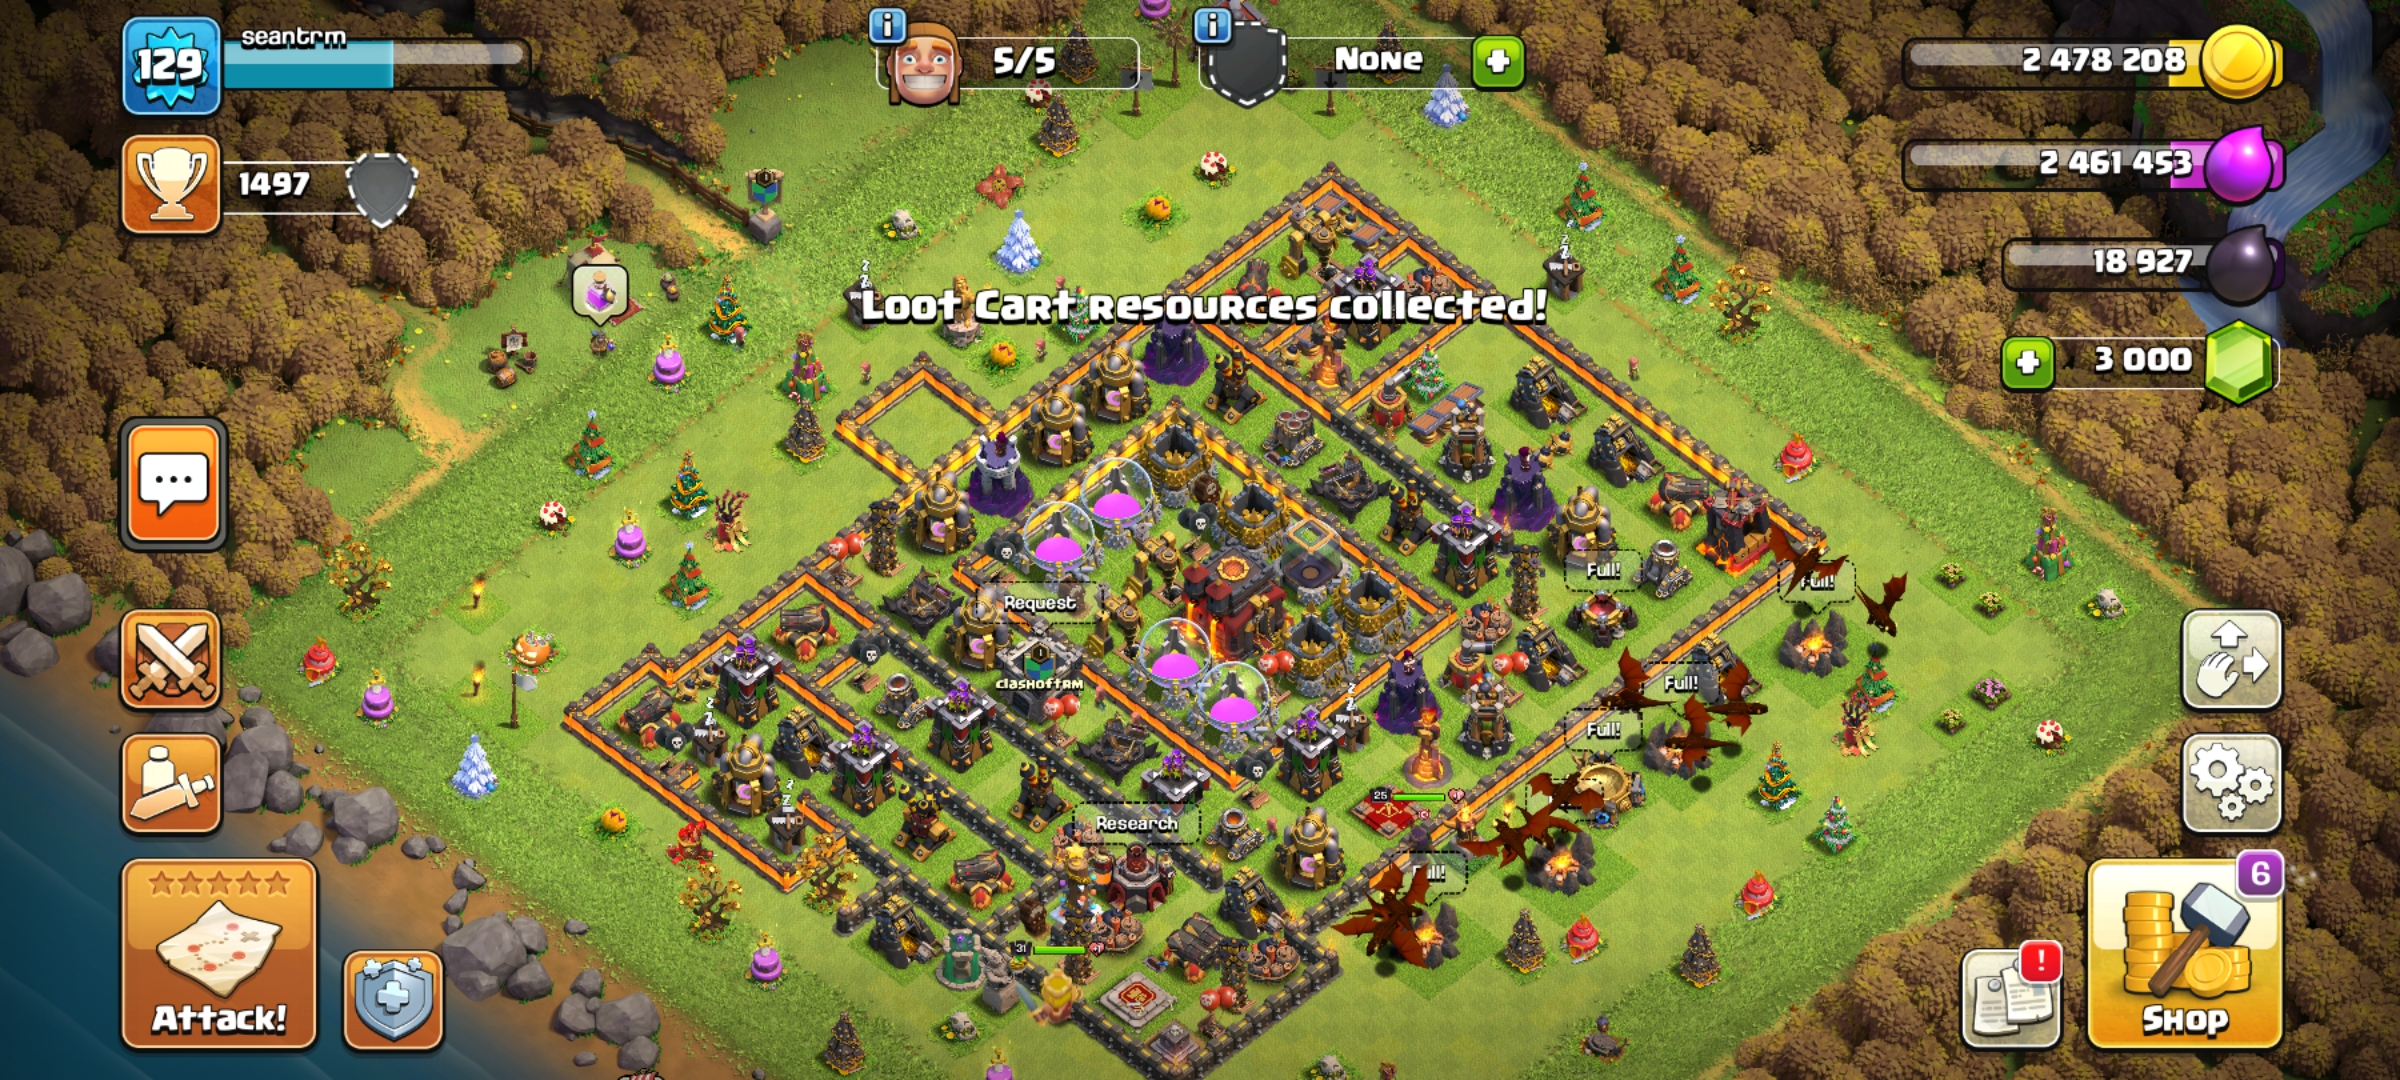 129
seantrm
5/5
None
2 478 208
1497
2 461 453
18 927
Loot Cart resources collected!
3 000
Full!
Full!
Request
clashoftrm
Full!
Full!
25
Research
Full!
31
6
!
Attack!
Shop